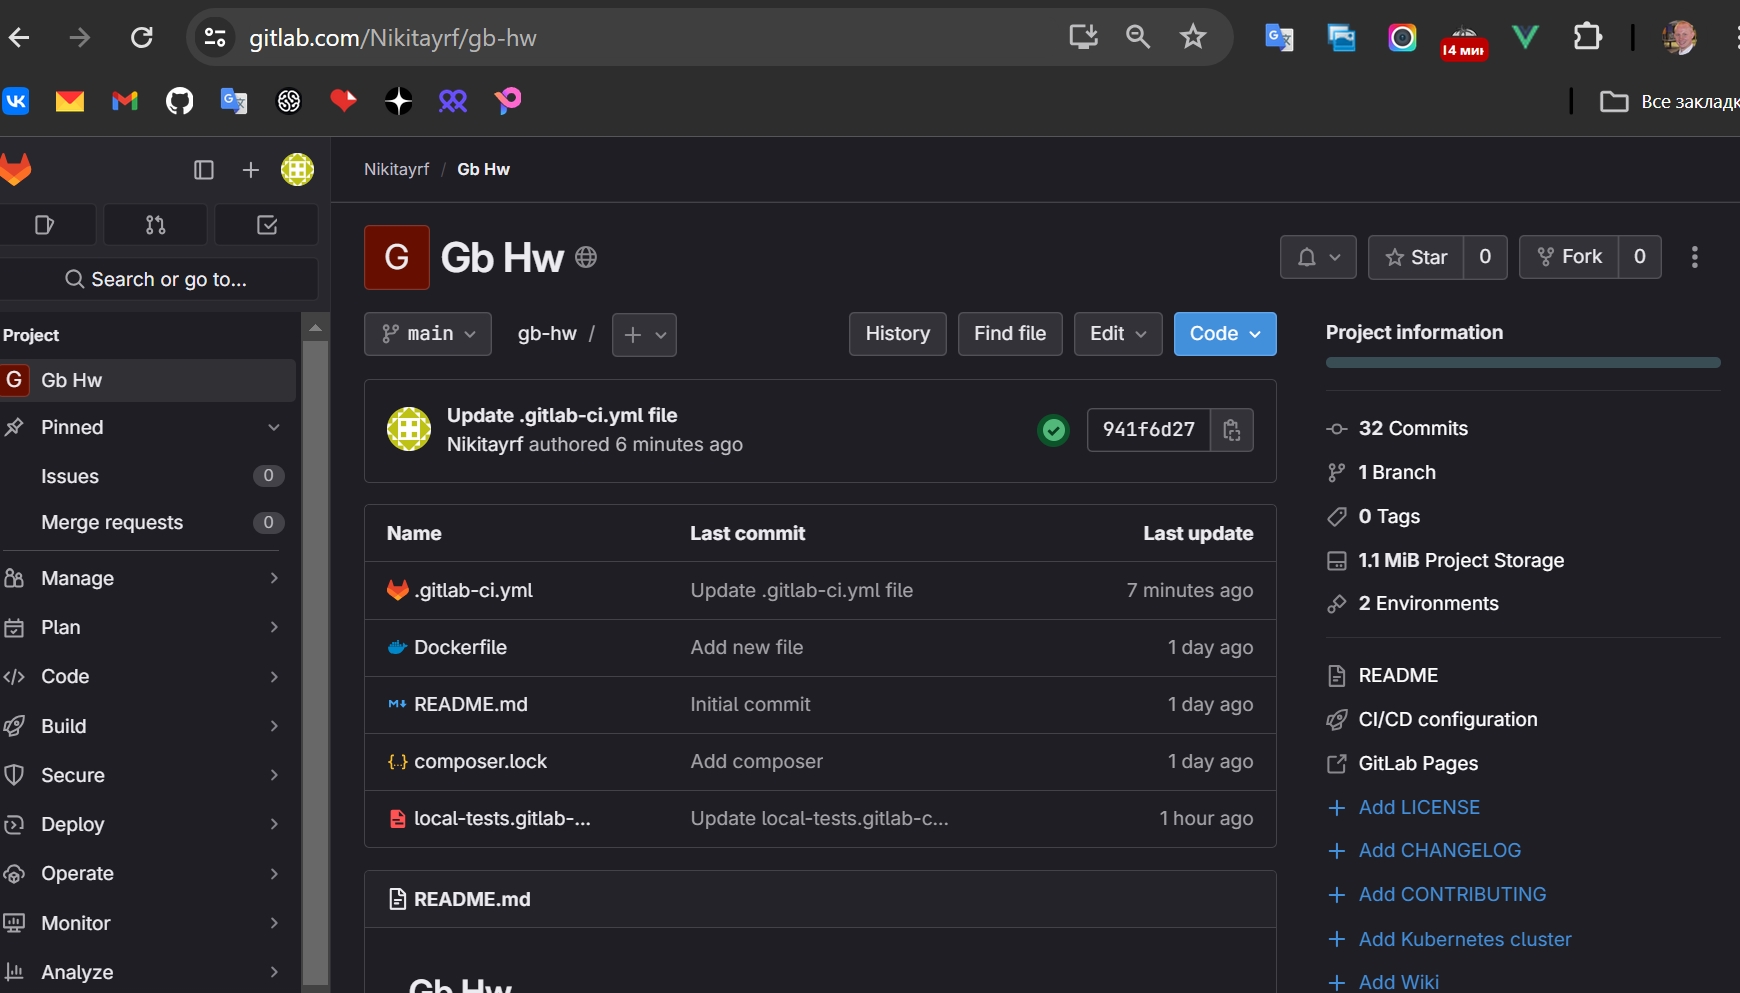 gitlab.com/Nikitayrf/gb-hw
14 мин
Все закладк
Nikitayrf / Gb Hw
Search or go to...
Project
G Gb Hw
Pinned
Issues 0
Merge requests 0
Manage
Plan
Code
Build
Secure
Deploy
Operate
Monitor
Analyze
G Gb Hw
Star 0
Fork 0
main
gb-hw /
History
Find file
Edit
Code
Update .gitlab-ci.yml file
Nikitayrf authored 6 minutes ago
941f6d27
Name Last commit Last update
.gitlab-ci.yml Update .gitlab-ci.yml file 7 minutes ago
Dockerfile Add new file 1 day ago
README.md Initial commit 1 day ago
composer.lock Add composer 1 day ago
local-tests.gitlab-... Update local-tests.gitlab-c... 1 hour ago
README.md
Gb Hw
Project information
32 Commits
1 Branch
0 Tags
1.1 MiB Project Storage
2 Environments
README
CI/CD configuration
GitLab Pages
Add LICENSE
Add CHANGELOG
Add CONTRIBUTING
Add Kubernetes cluster
Add Wiki